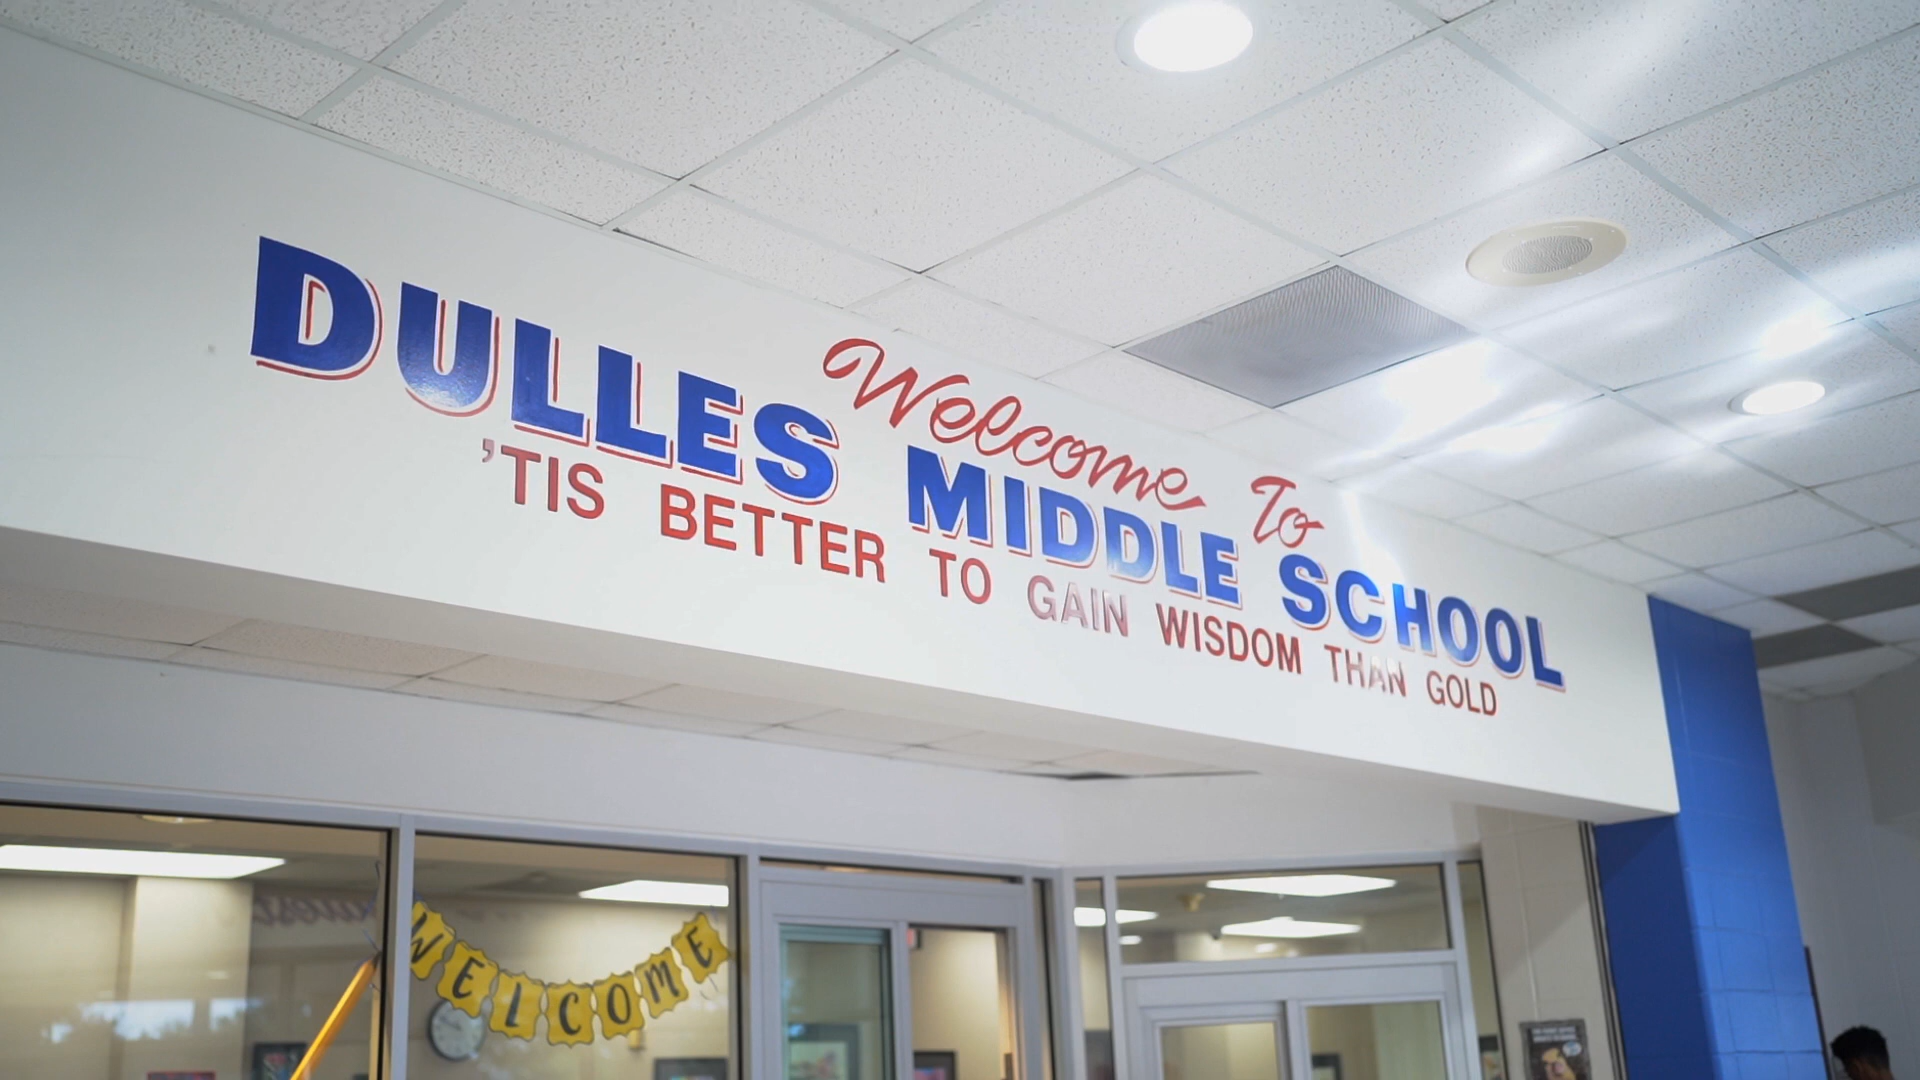 Welcome To
DULLES MIDDLE SCHOOL
'TIS BETTER TO GAIN WISDOM THAN GOLD
WELCOME